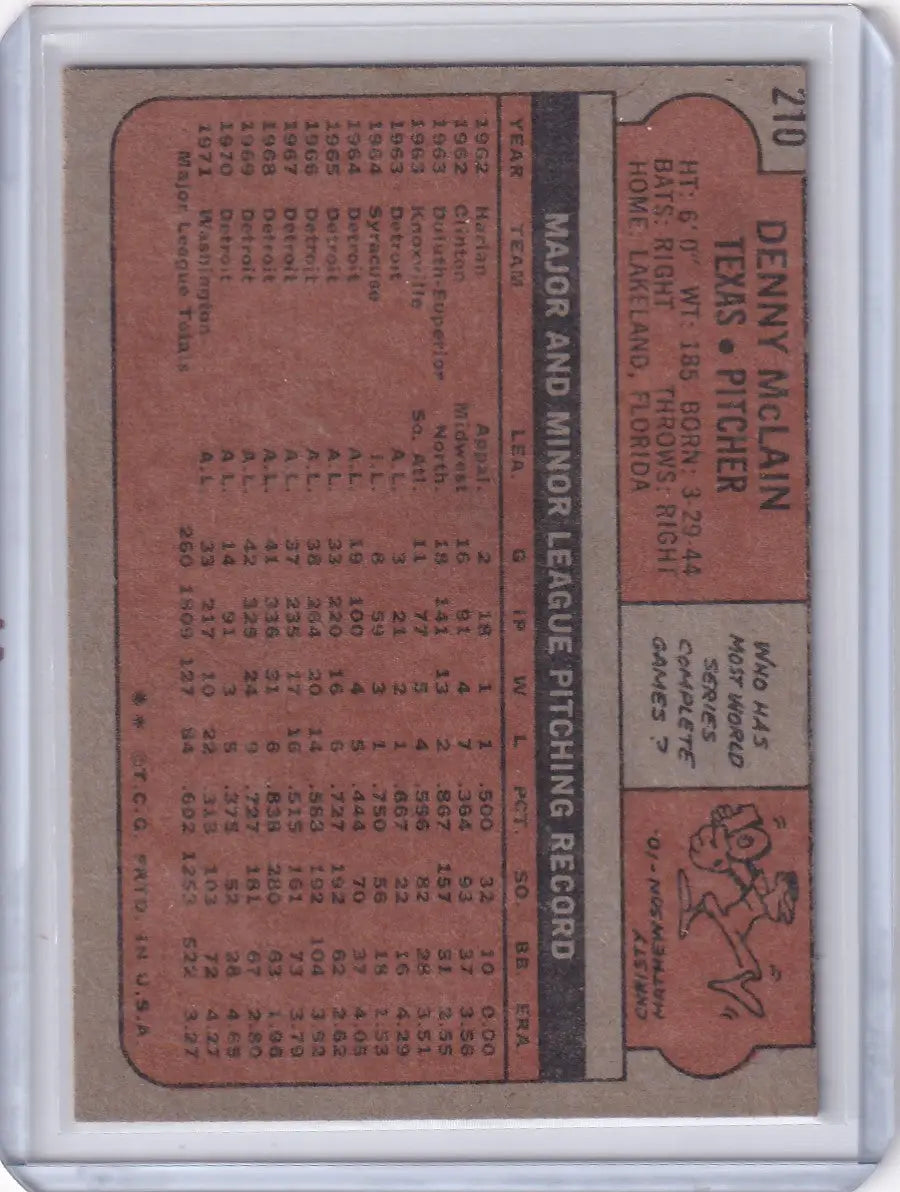 210
DENNY McLAIN
TEXAS • PITCHER
HT: 6' 0" WT: 185 BORN: 3-29-44
BATS: RIGHT THROWS: RIGHT
HOME: LAKELAND, FLORIDA
WHO HAS
MOST WORLD
SERIES
COMPLETE
GAMES?
CHRISTY
MATHEWSON-10.
MAJOR AND MINOR LEAGUE PITCHING RECORD
YEAR TEAM LEA. G IP W L PCT. SO. BB ERA
1962 Harlan Appal. 2 18 1 1 .500 32 10 0.00
1962 Clinton Midwest 16 91 4 7 .364 93 37 3.56
1963 Duluth-Superior North. 18 141 13 2 .867 157 31 2.55
1963 Knoxville So. Atl. 11 77 5 4 .556 82 28 3.51
1963 Detroit A.L. 3 21 2 1 .667 22 16 4.29
1964 Syracuse I.L. 8 59 3 1 .750 56 18 1.53
1964 Detroit A.L. 19 100 4 5 .444 70 37 4.05
1965 Detroit A.L. 33 220 16 6 .727 192 62 2.62
1966 Detroit A.L. 38 264 20 14 .583 192 104 3.92
1967 Detroit A.L. 37 235 17 16 .515 161 73 3.79
1968 Detroit A.L. 41 336 31 6 .838 280 63 1.96
1969 Detroit A.L. 42 325 24 9 .727 181 67 2.80
1970 Detroit A.L. 14 91 3 5 .375 52 28 4.65
1971 Washington A.L. 33 217 10 22 .313 103 72 4.27
Major League Totals 260 1809 127 84 .602 1253 522 3.27
** ©T.C.G. PRTD. IN U.S.A.